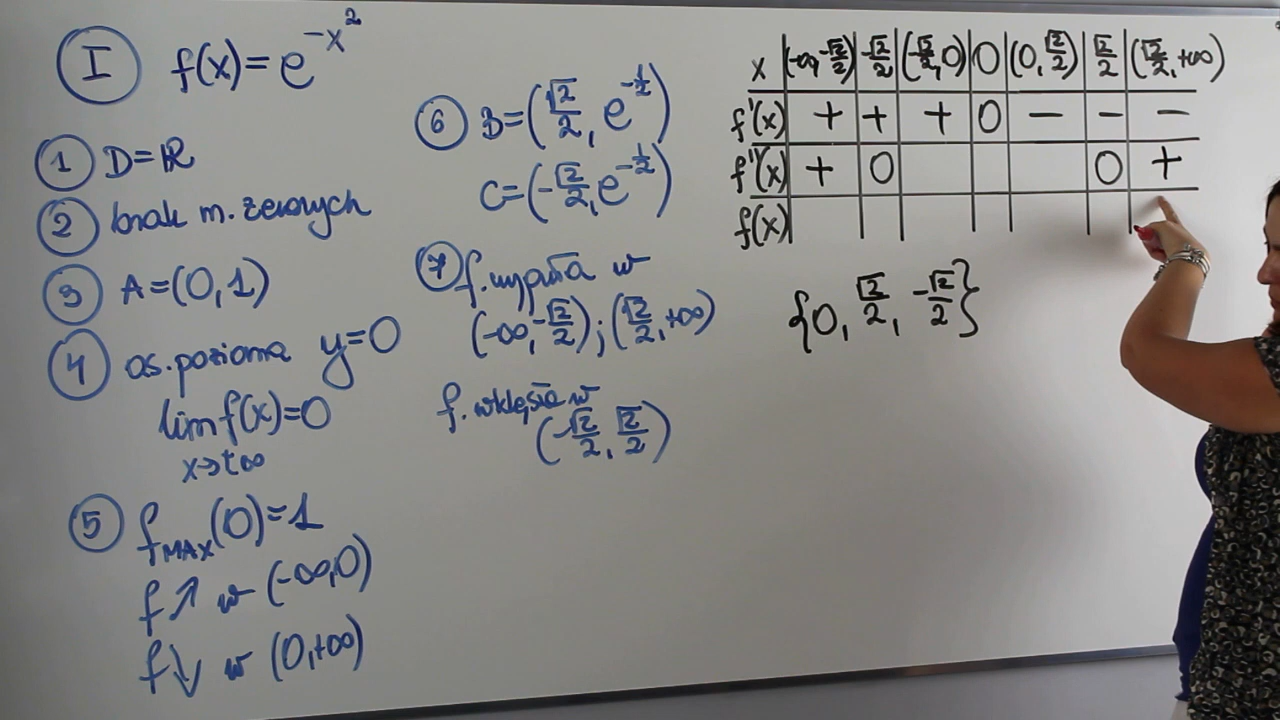 I f(x) = e^{-x^2}
① D=ℝ
② brak m. zerowych
③ A=(0,1)
④ as. pozioma y=0
lim f(x)=0
x→±∞
⑤ f_{MAX}(0)=1
f↗ w (-∞,0)
f↘ w (0,+∞)
⑥ B=(√2/2, e^{-1/2})
C=(-√2/2, e^{-1/2})
⑦ f. wypukła w
(-∞,-√2/2);(√2/2,+∞)
f. wklęsła w
(-√2/2, √2/2)
x | (-∞,-√2/2) | -√2/2 | (-√2/2,0) | 0 | (0,√2/2) | √2/2 | (√2/2,+∞)
f'(x) | + | + | + | 0 | − | − | −
f''(x) | + | 0 | | | | 0 | +
f(x)
{0, √2/2, -√2/2}